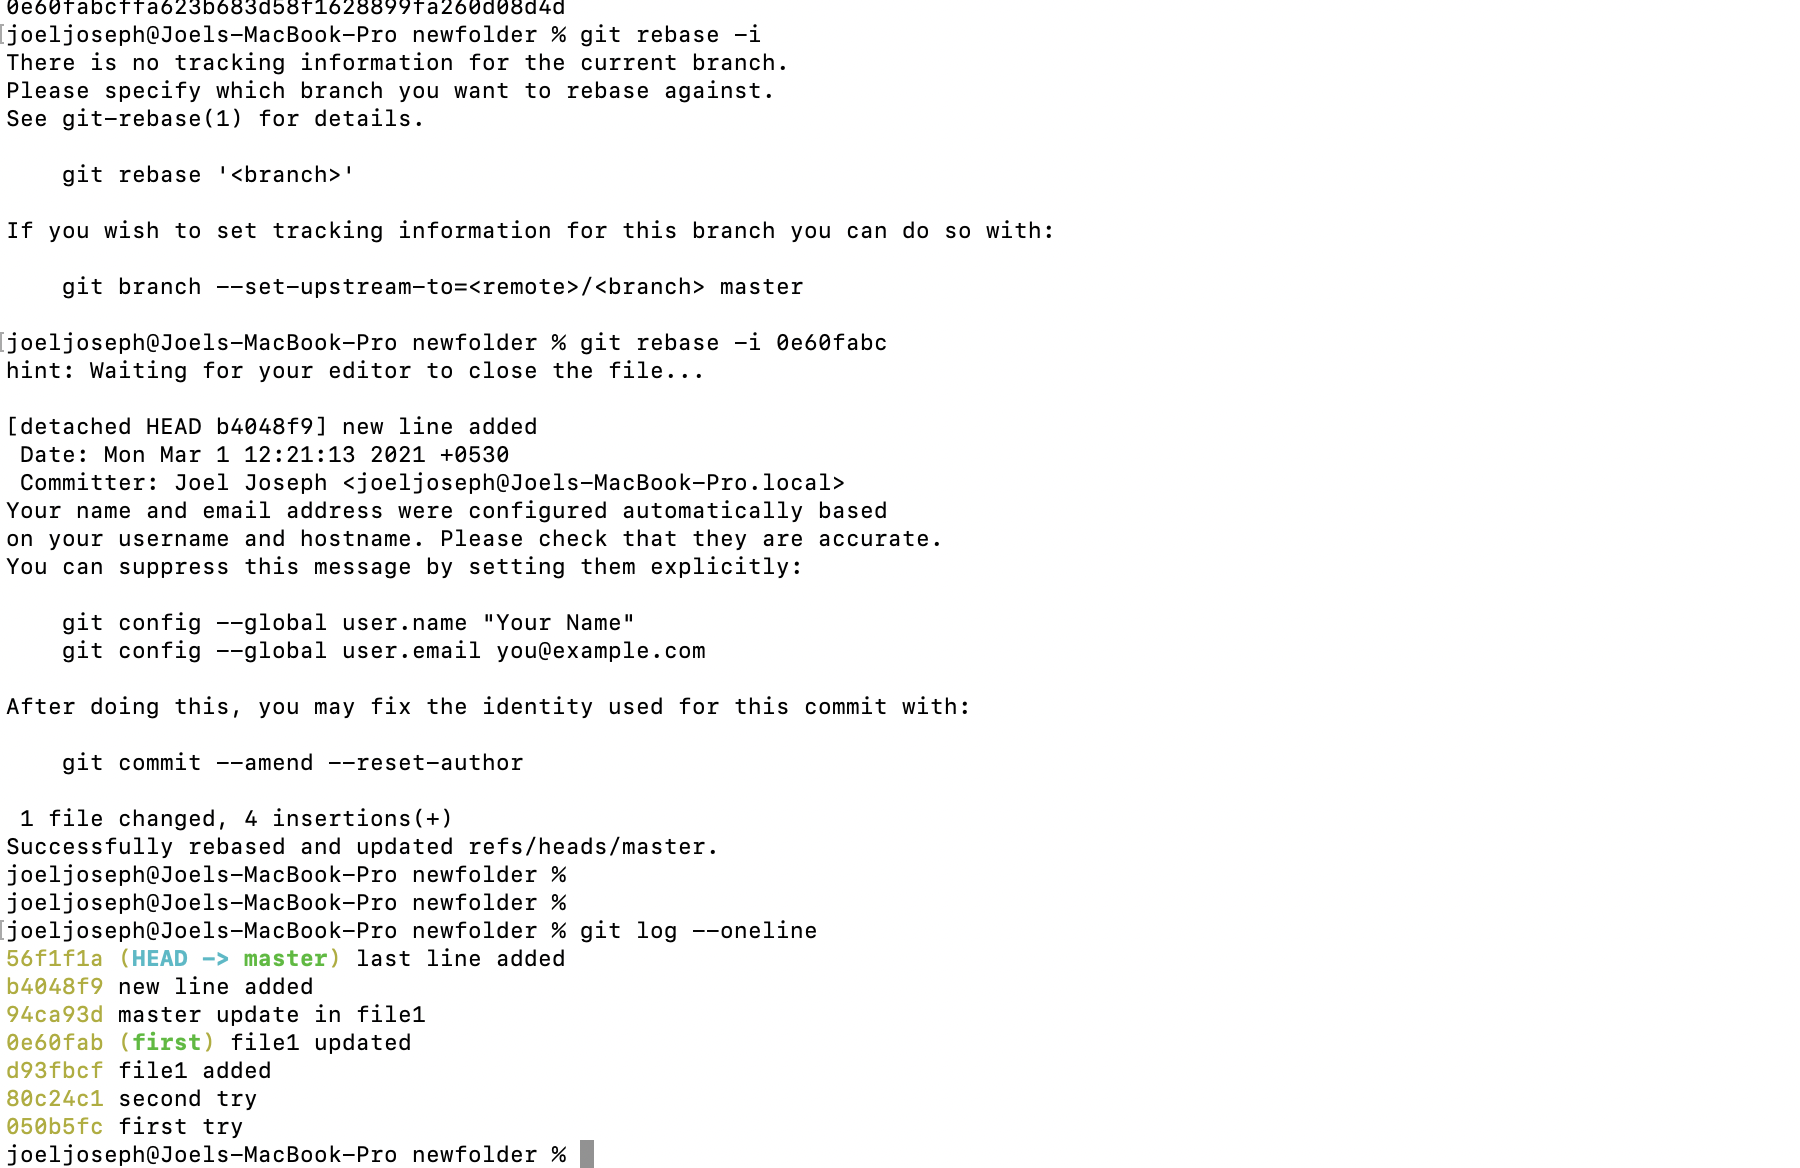 0e60fabcffa623b683d58f1628899fa260d08d4d
[joeljoseph@Joels-MacBook-Pro newfolder % git rebase -i
There is no tracking information for the current branch.
Please specify which branch you want to rebase against.
See git-rebase(1) for details.
git rebase '<branch>'
If you wish to set tracking information for this branch you can do so with:
git branch --set-upstream-to=<remote>/<branch> master
[joeljoseph@Joels-MacBook-Pro newfolder % git rebase -i 0e60fabc
hint: Waiting for your editor to close the file...
[detached HEAD b4048f9] new line added
Date: Mon Mar 1 12:21:13 2021 +0530
Committer: Joel Joseph <joeljoseph@Joels-MacBook-Pro.local>
Your name and email address were configured automatically based
on your username and hostname. Please check that they are accurate.
You can suppress this message by setting them explicitly:
git config --global user.name "Your Name"
git config --global user.email you@example.com
After doing this, you may fix the identity used for this commit with:
git commit --amend --reset-author
1 file changed, 4 insertions(+)
Successfully rebased and updated refs/heads/master.
joeljoseph@Joels-MacBook-Pro newfolder %
joeljoseph@Joels-MacBook-Pro newfolder %
[joeljoseph@Joels-MacBook-Pro newfolder % git log --oneline
56f1f1a (HEAD -> master) last line added
b4048f9 new line added
94ca93d master update in file1
0e60fab (first) file1 updated
d93fbcf file1 added
80c24c1 second try
050b5fc first try
joeljoseph@Joels-MacBook-Pro newfolder %